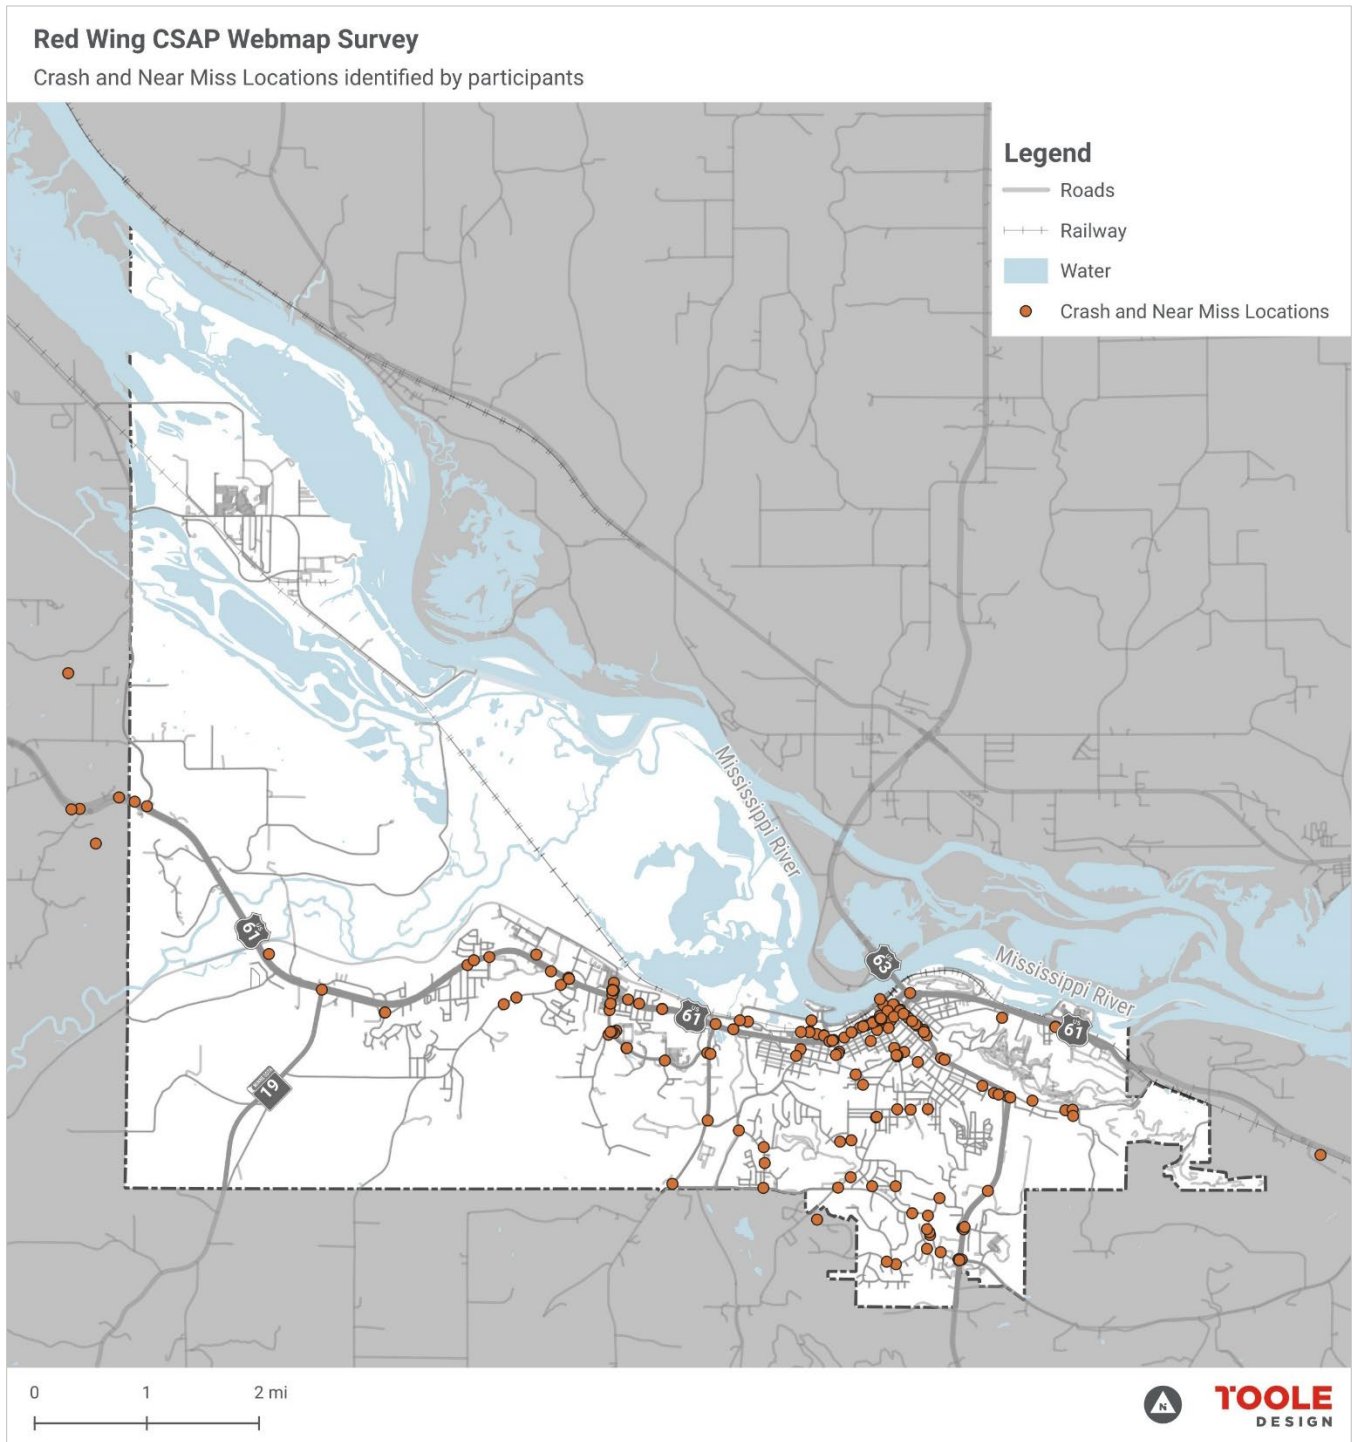 Red Wing CSAP Webmap Survey
Crash and Near Miss Locations identified by participants
Legend
Roads
Railway
Water
Crash and Near Miss Locations
Mississippi River
61
63
Mississippi River
61
61
19
0 1 2 mi
N
TOOLE
DESIGN